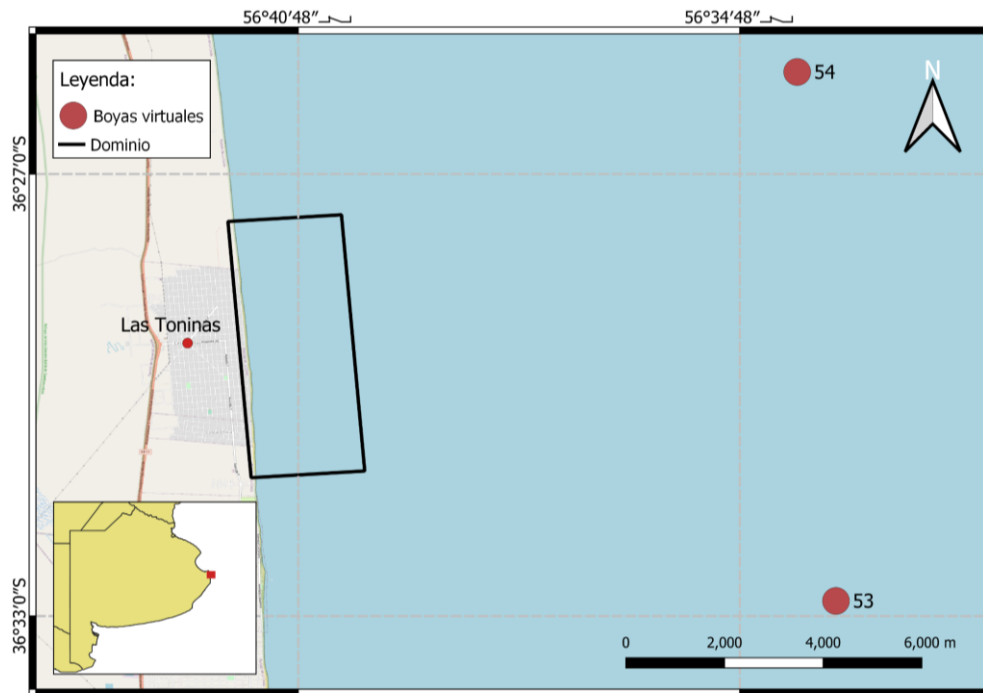 56°40′48″
56°34′48″
Leyenda:
Boyas virtuales
Dominio
54
N
36°27′0″S
Las Toninas
36°33′0″S
53
0 2,000 4,000 6,000 m